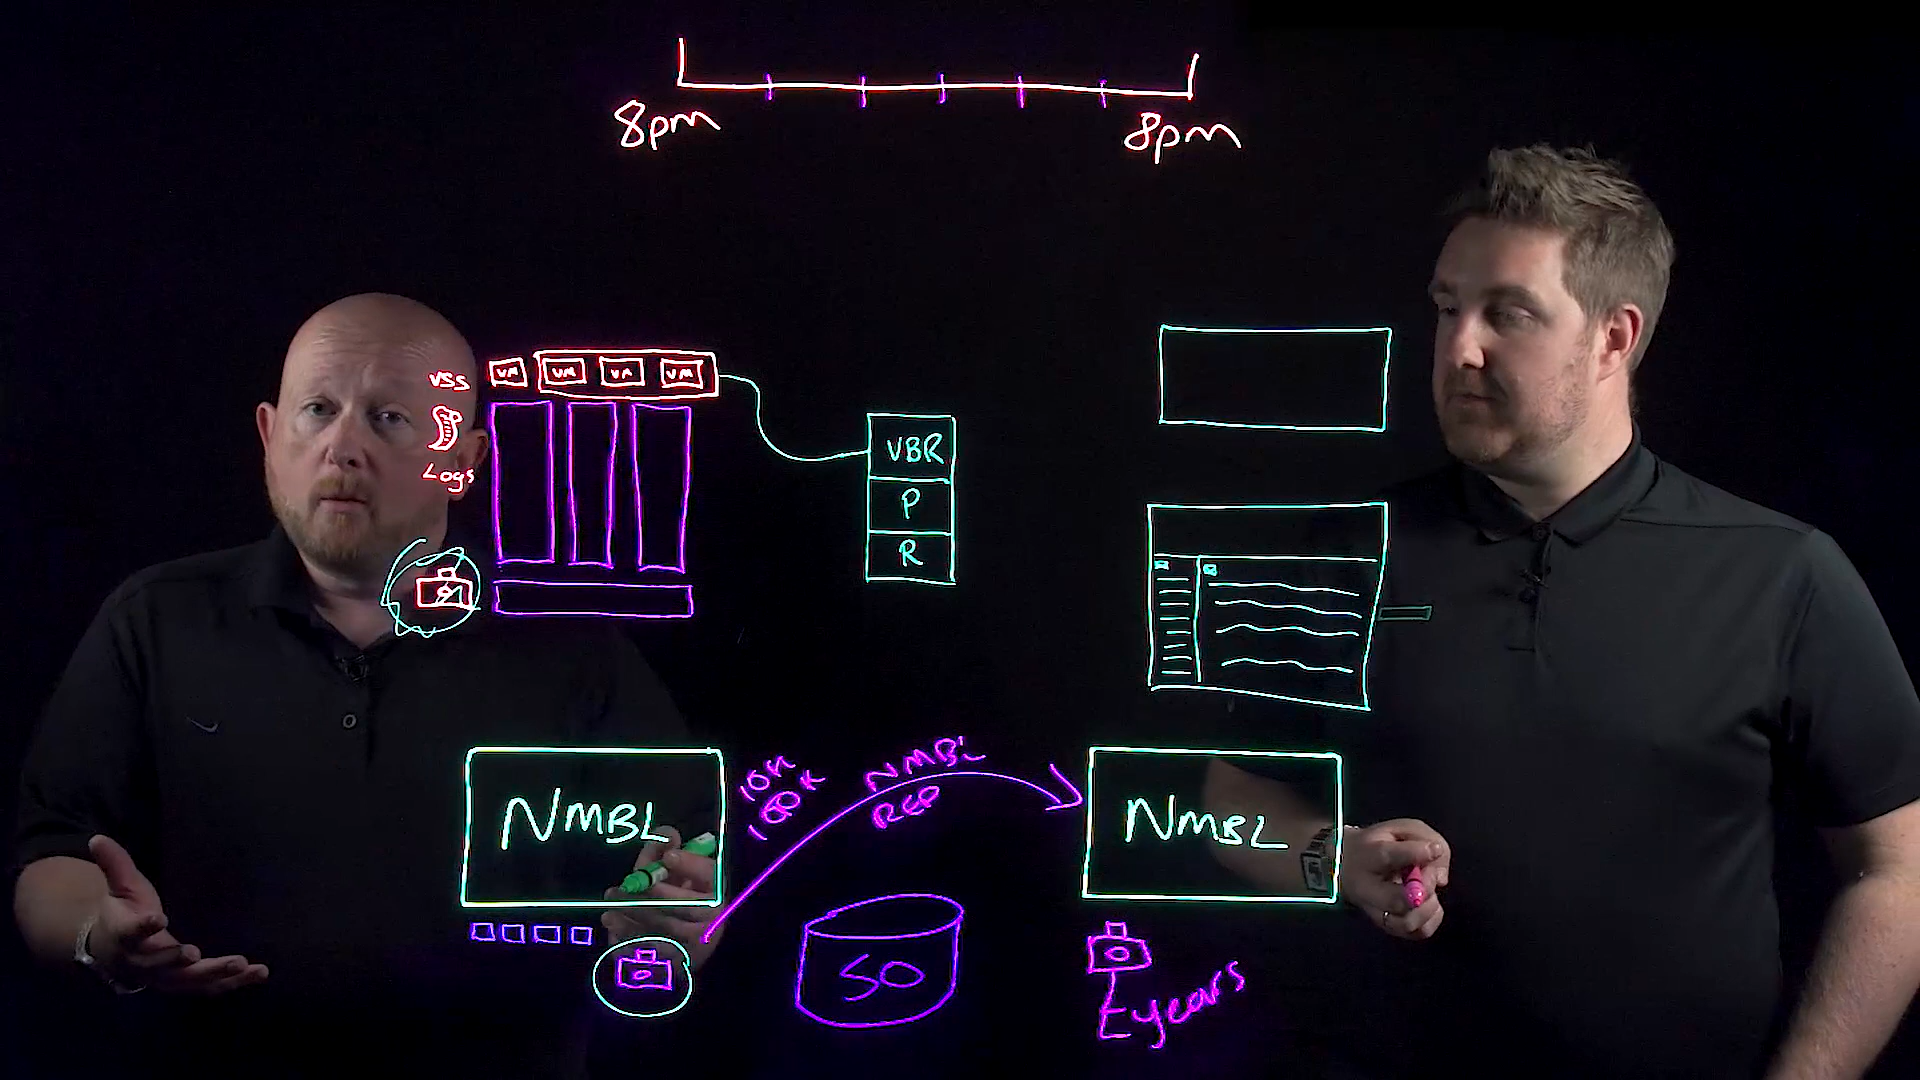 8pm
8pm
VSS
VM VM VM VM
Logs
VBR
P
R
NMBL
10K
100K
NMBL
REP
NMBL
SO
years